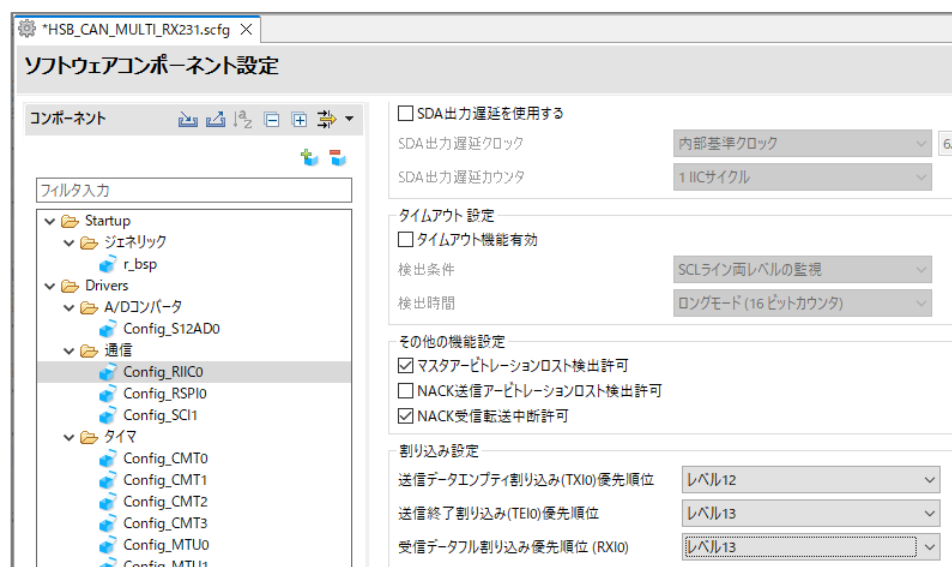 *HSB_CAN_MULTI_RX231.scfg
ソフトウェアコンポーネント設定
コンポーネント
フィルタ入力
Startup
ジェネリック
r_bsp
Drivers
A/Dコンバータ
Config_S12AD0
通信
Config_RIIC0
Config_RSPI0
Config_SCI1
タイマ
Config_CMT0
Config_CMT1
Config_CMT2
Config_CMT3
Config_MTU0
Config_MTU1
SDA出力遅延を使用する
SDA出力遅延クロック 内部基準クロック
SDA出力遅延カウンタ 1 IICサイクル
タイムアウト 設定
タイムアウト機能有効
検出条件 SCLライン両レベルの監視
検出時間 ロングモード (16 ビットカウンタ)
その他の機能設定
マスタアービトレーションロスト検出許可
NACK送信アービトレーションロスト検出許可
NACK受信転送中断許可
割り込み設定
送信データエンプティ割り込み(TXI0)優先順位 レベル12
送信終了割り込み(TEI0)優先順位 レベル13
受信データフル割り込み優先順位 (RXI0) レベル13